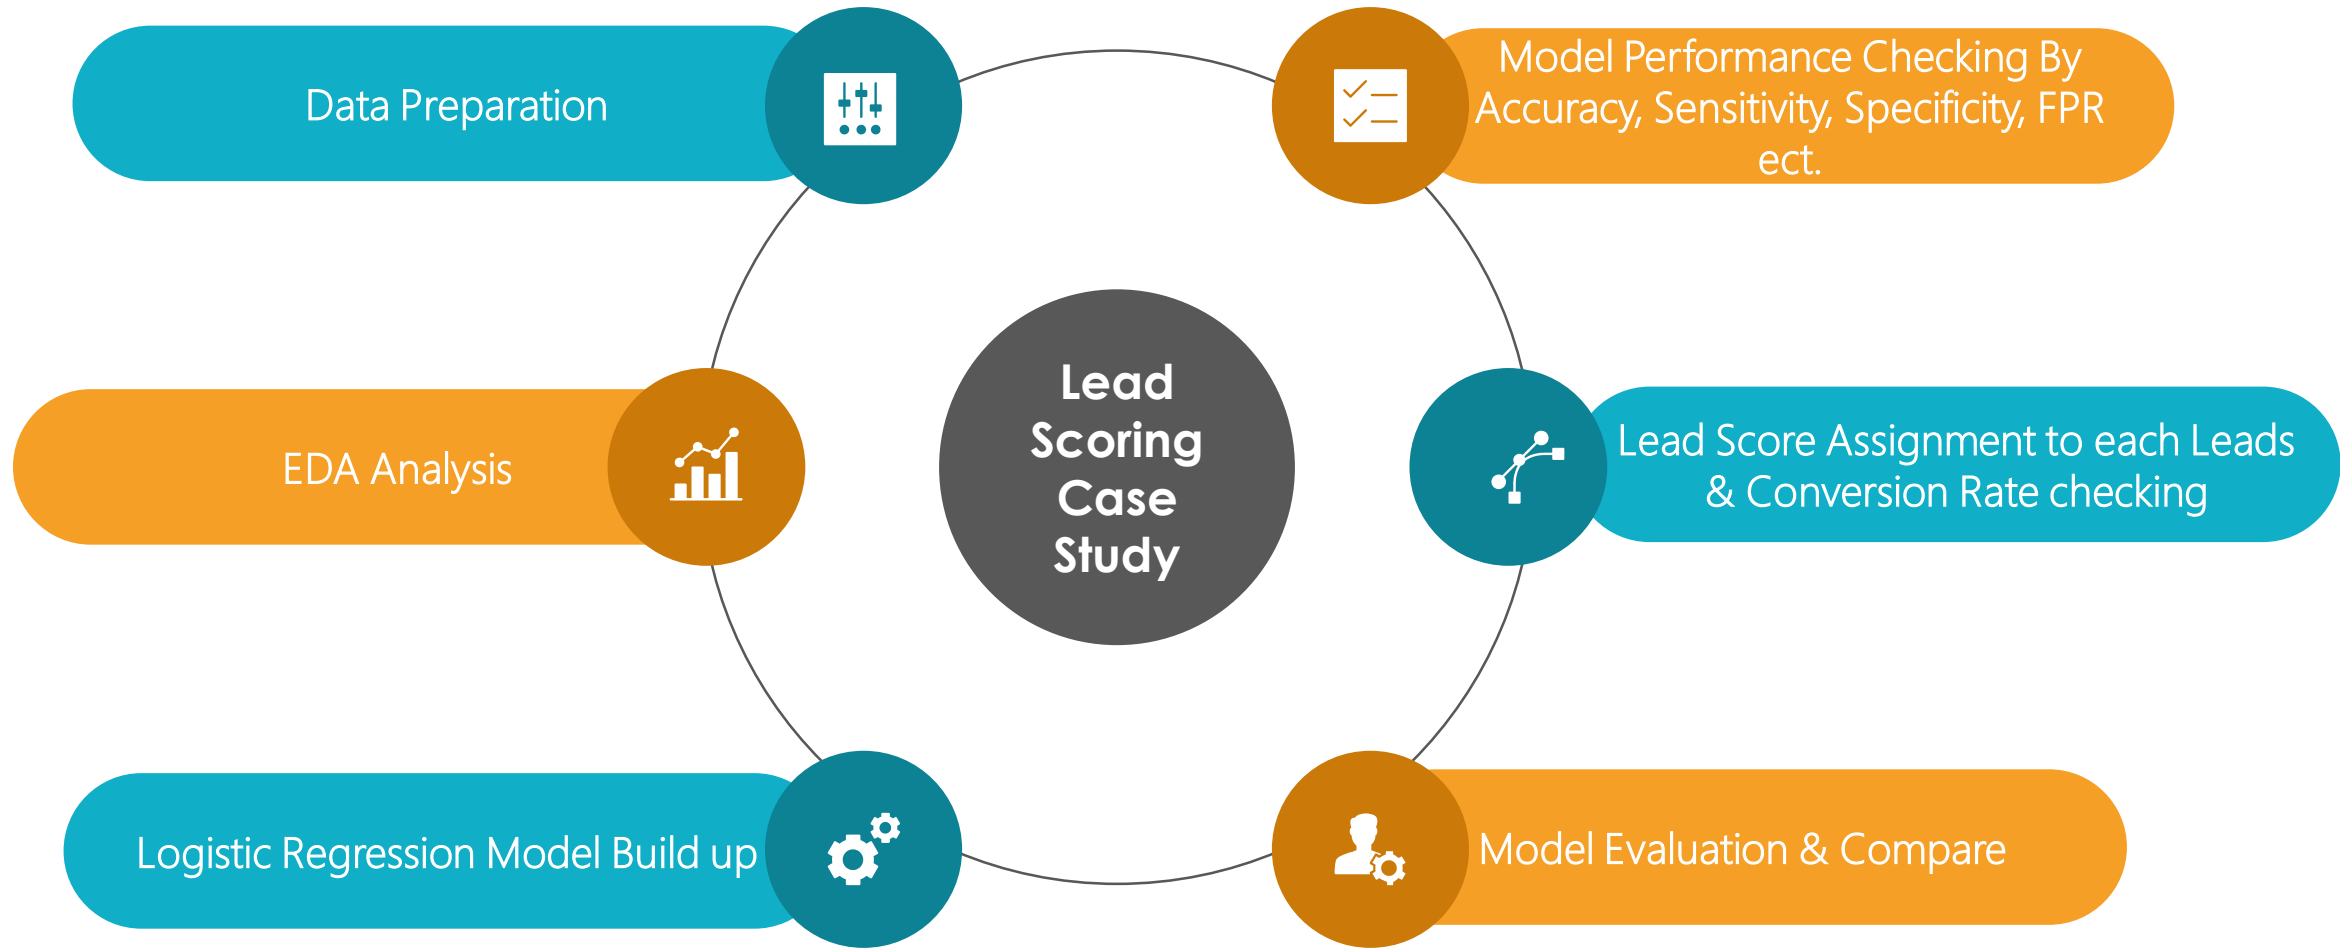 Data Preparation
EDA Analysis
Logistic Regression Model Build up
Lead
Scoring
Case
Study
Model Performance Checking By
Accuracy, Sensitivity, Specificity, FPR
ect.
Lead Score Assignment to each Leads
& Conversion Rate checking
Model Evaluation & Compare